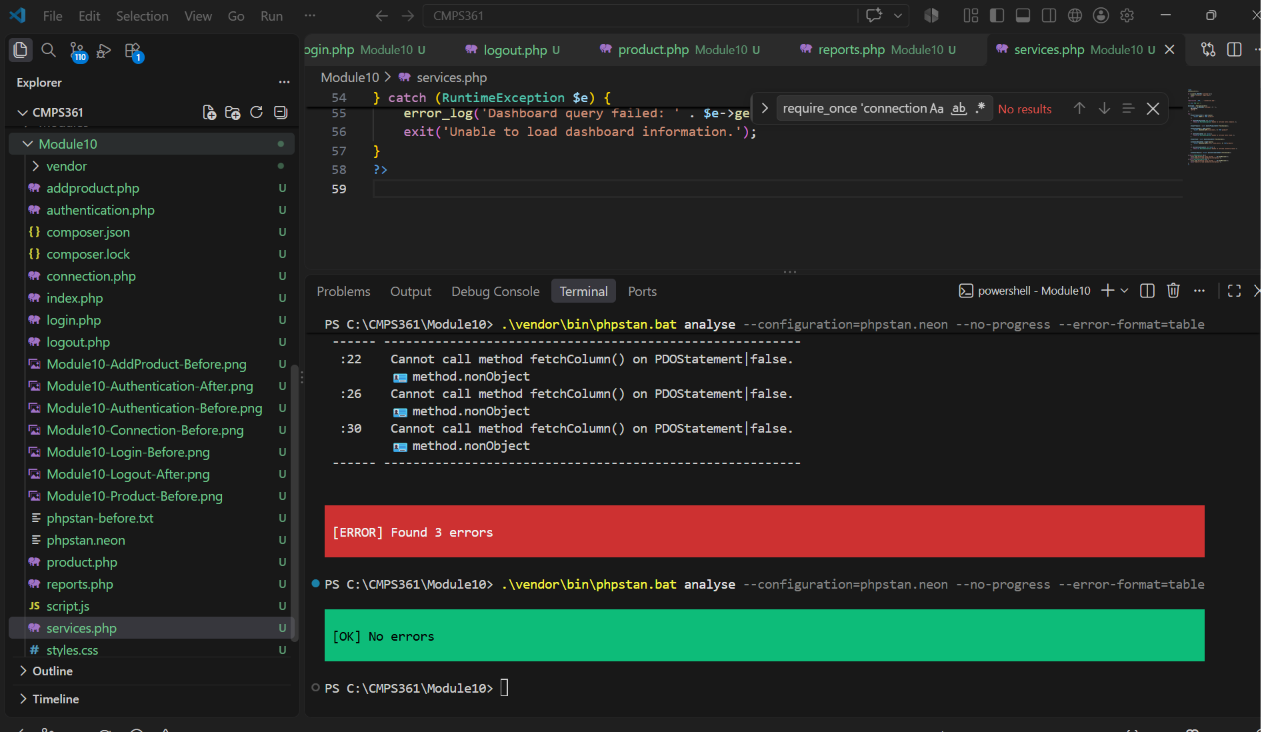 File Edit Selection View Go Run ··· CMPS361
ogin.php Module10 U logout.php U product.php Module10 U reports.php Module10 U services.php Module10 U
110
1
Explorer
Module10 > services.php
CMPS361
Module10
vendor
addproduct.php U
authentication.php U
composer.json U
composer.lock U
connection.php U
index.php U
login.php U
logout.php U
Module10-AddProduct-Before.png U
Module10-Authentication-After.png U
Module10-Authentication-Before.png U
Module10-Connection-Before.png U
Module10-Login-Before.png U
Module10-Logout-After.png U
Module10-Product-Before.png U
phpstan-before.txt U
phpstan.neon U
product.php U
reports.php U
JS script.js U
services.php U
# styles.css U
Outline
Timeline
54 } catch (RuntimeException $e) {
55 error_log('Dashboard query failed: ' . $e->ge
56 exit('Unable to load dashboard information.');
57 }
58 ?>
59
require_once 'connection Aa ab .* No results
Problems Output Debug Console Terminal Ports
powershell - Module10
PS C:\CMPS361\Module10> .\vendor\bin\phpstan.bat analyse --configuration=phpstan.neon --no-progress --error-format=table
------ ------------------------------------------------------
:22 Cannot call method fetchColumn() on PDOStatement|false.
method.nonObject
:26 Cannot call method fetchColumn() on PDOStatement|false.
method.nonObject
:30 Cannot call method fetchColumn() on PDOStatement|false.
method.nonObject
------ ------------------------------------------------------
[ERROR] Found 3 errors
PS C:\CMPS361\Module10> .\vendor\bin\phpstan.bat analyse --configuration=phpstan.neon --no-progress --error-format=table
[OK] No errors
PS C:\CMPS361\Module10>